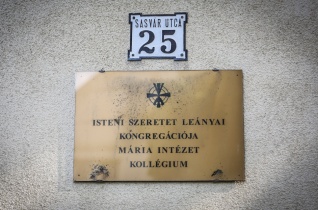 SASVÁR UTCA
25
ISTENI SZERETET LEÁNYAI
KONGREGÁCIÓJA
MÁRIA INTÉZET
KOLLÉGIUM